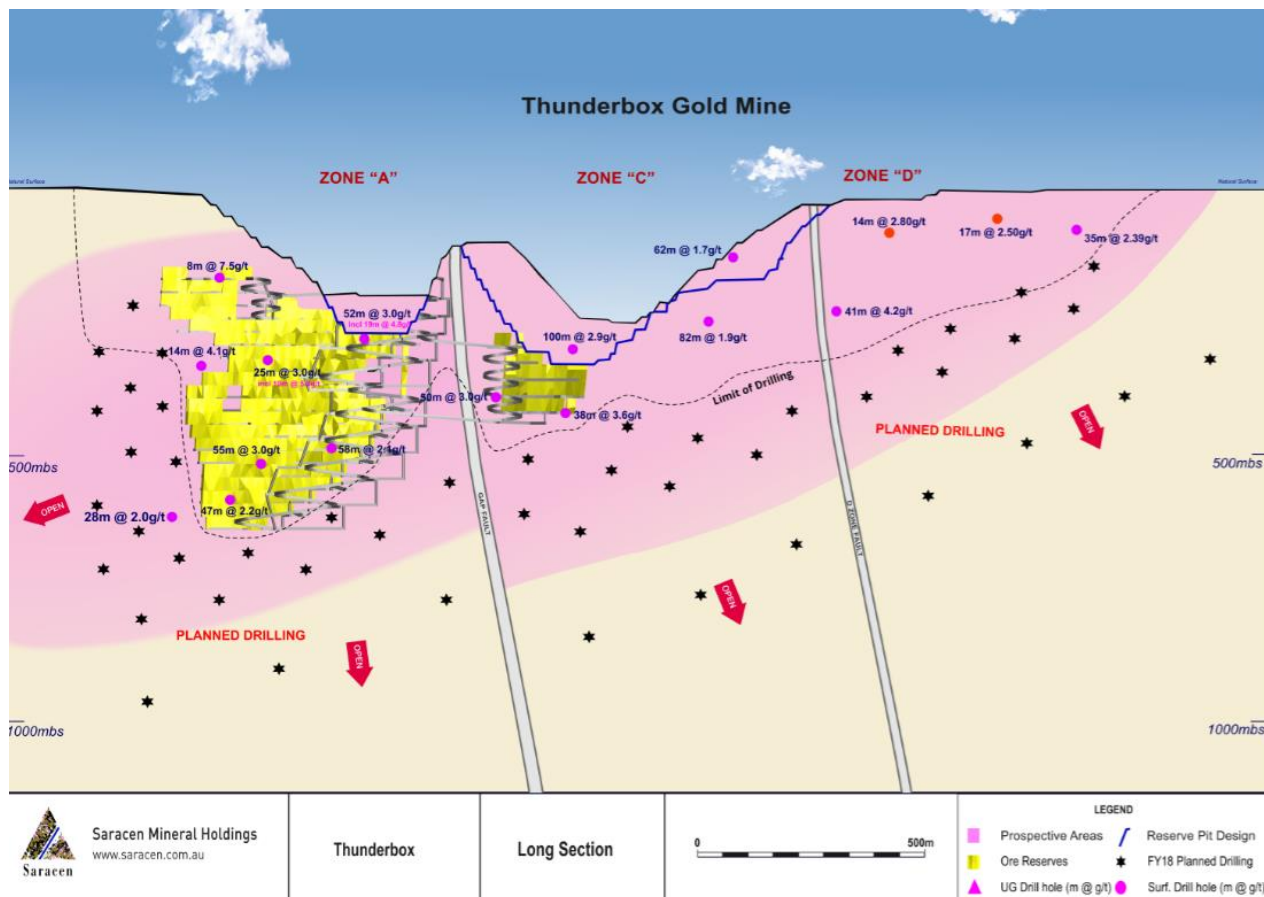 Thunderbox Gold Mine
ZONE “A”
ZONE “C”
ZONE “D”
Natural Surface
Natural Surface
14m @ 2.80g/t
17m @ 2.50g/t
35m @ 2.39g/t
62m @ 1.7g/t
8m @ 7.5g/t
52m @ 3.0g/t
incl 19m @ 4.5g/t
41m @ 4.2g/t
100m @ 2.9g/t
82m @ 1.9g/t
14m @ 4.1g/t
25m @ 3.0g/t
50m @ 3.0g/t
38m @ 3.6g/t
Limit of Drilling
PLANNED DRILLING
OPEN
55m @ 3.0g/t
58m @ 2.1g/t
500mbs
500mbs
47m @ 2.2g/t
OPEN
28m @ 2.0g/t
GAP FAULT
D ZONE FAULT
OPEN
PLANNED DRILLING
OPEN
1000mbs
1000mbs
Saracen
Saracen Mineral Holdings
www.saracen.com.au
Thunderbox
Long Section
0
500m
LEGEND
Prospective Areas
Reserve Pit Design
Ore Reserves
FY18 Planned Drilling
UG Drill hole (m @ g/t)
Surf. Drill hole (m @ g/t)